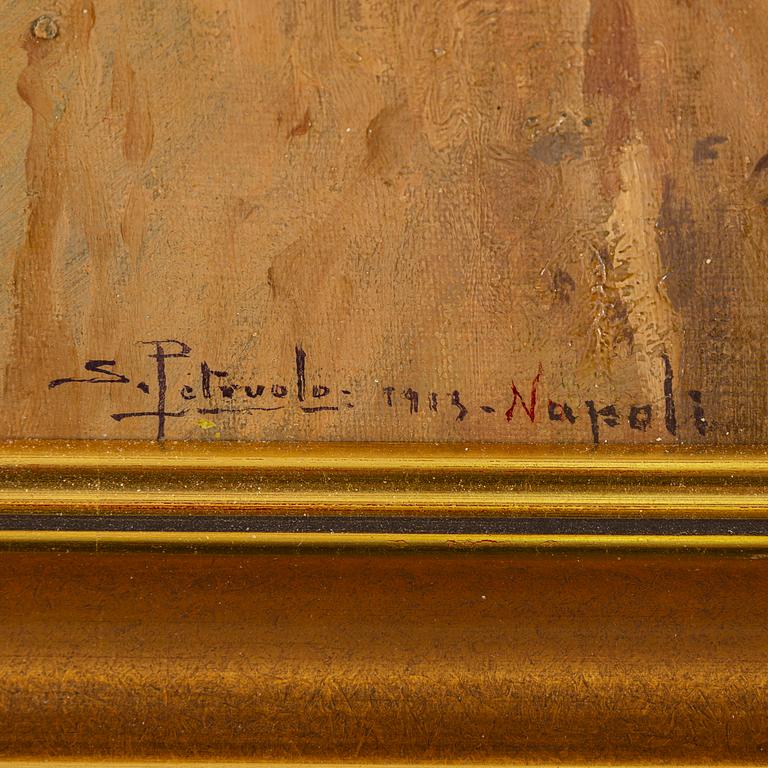 S. Petruolo: 1913 - Napoli